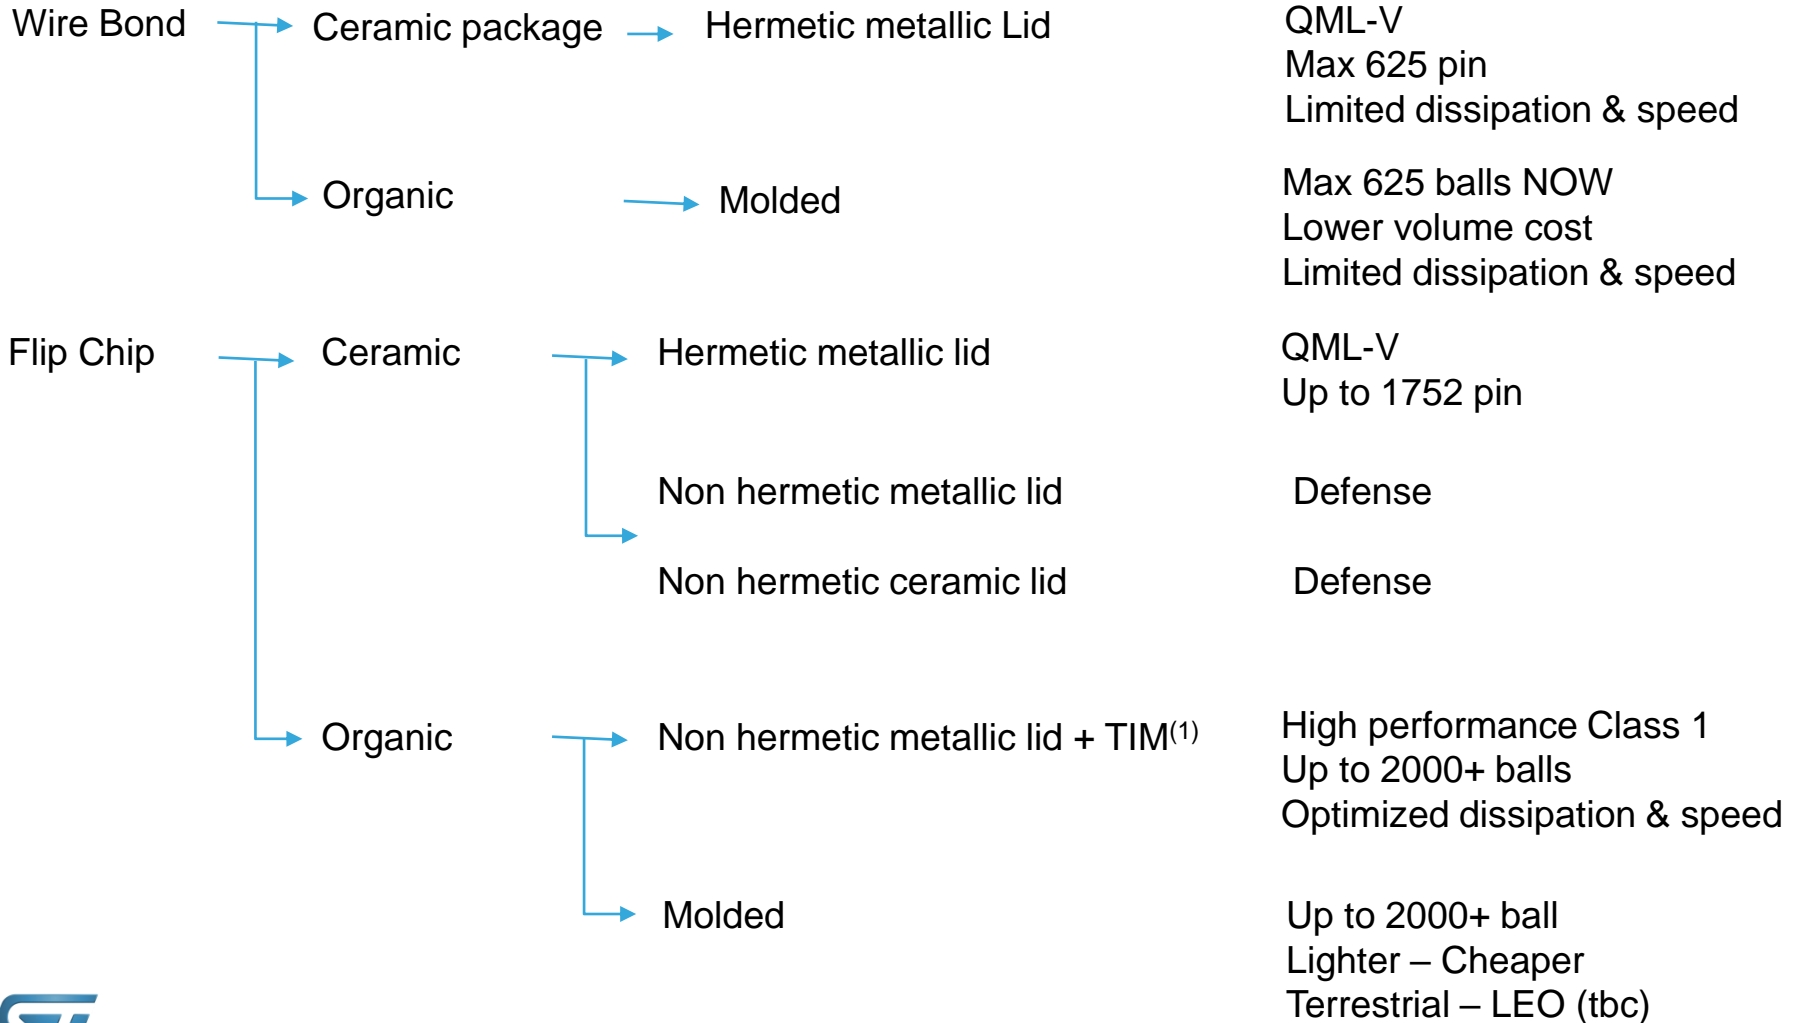 Wire Bond
Ceramic package
Hermetic metallic Lid
QML-V
Max 625 pin
Limited dissipation & speed
Organic
Molded
Max 625 balls NOW
Lower volume cost
Limited dissipation & speed
Flip Chip
Ceramic
Hermetic metallic lid
QML-V
Up to 1752 pin
Non hermetic metallic lid
Defense
Non hermetic ceramic lid
Defense
Organic
Non hermetic metallic lid + TIM(1)
High performance Class 1
Up to 2000+ balls
Optimized dissipation & speed
Molded
Up to 2000+ ball
Lighter – Cheaper
Terrestrial – LEO (tbc)